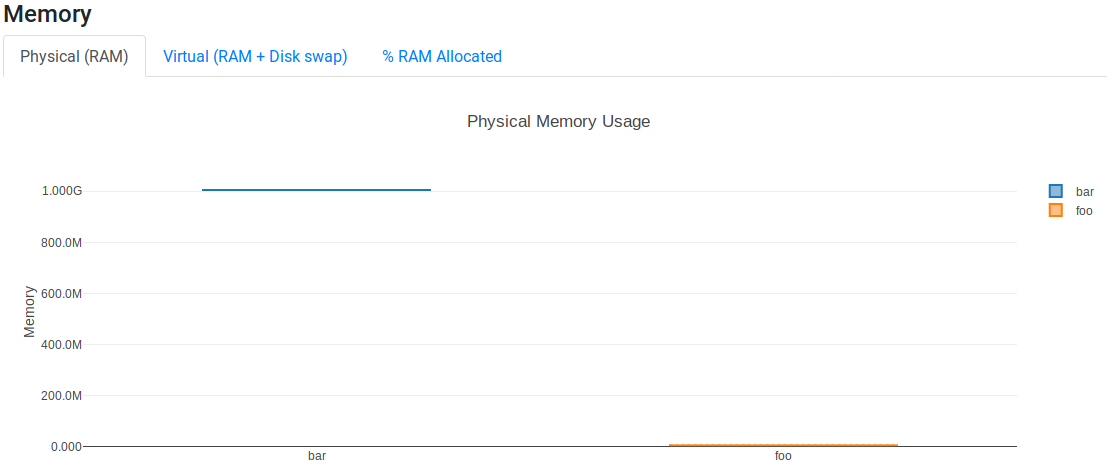 Memory
Physical (RAM) Virtual (RAM + Disk swap) % RAM Allocated
Physical Memory Usage
1.000G
800.0M
600.0M
400.0M
200.0M
0.000
Memory
bar foo
bar
foo